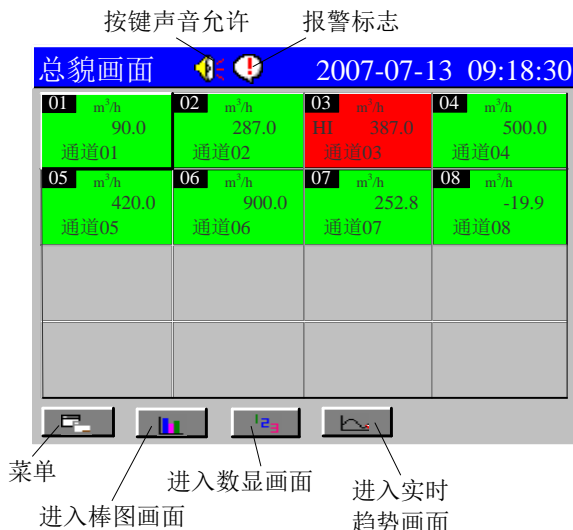 按键声音允许 报警标志
总貌画面 2007-07-13 09:18:30
01 m³/h 02 m³/h 03 m³/h 04 m³/h
90.0 287.0 HI 387.0 500.0
通道01 通道02 通道03 通道04
05 m³/h 06 m³/h 07 m³/h 08 m³/h
420.0 900.0 252.8 -19.9
通道05 通道06 通道07 通道08
123
菜单
进入数显画面
进入实时
趋势画面
进入棒图画面